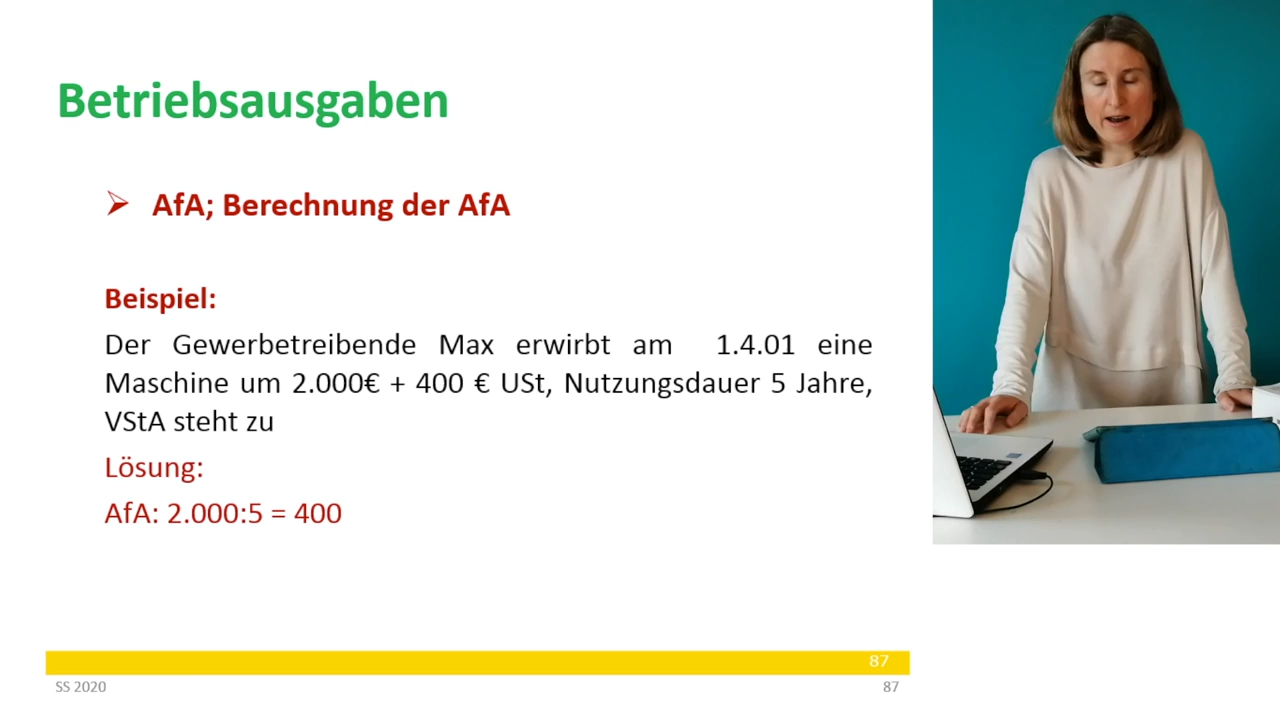 Betriebsausgaben
AfA; Berechnung der AfA
Beispiel:
Der Gewerbetreibende Max erwirbt am 1.4.01 eine
Maschine um 2.000€ + 400 € USt, Nutzungsdauer 5 Jahre,
VStA steht zu
Lösung:
AfA: 2.000:5 = 400
87
SS 2020
87